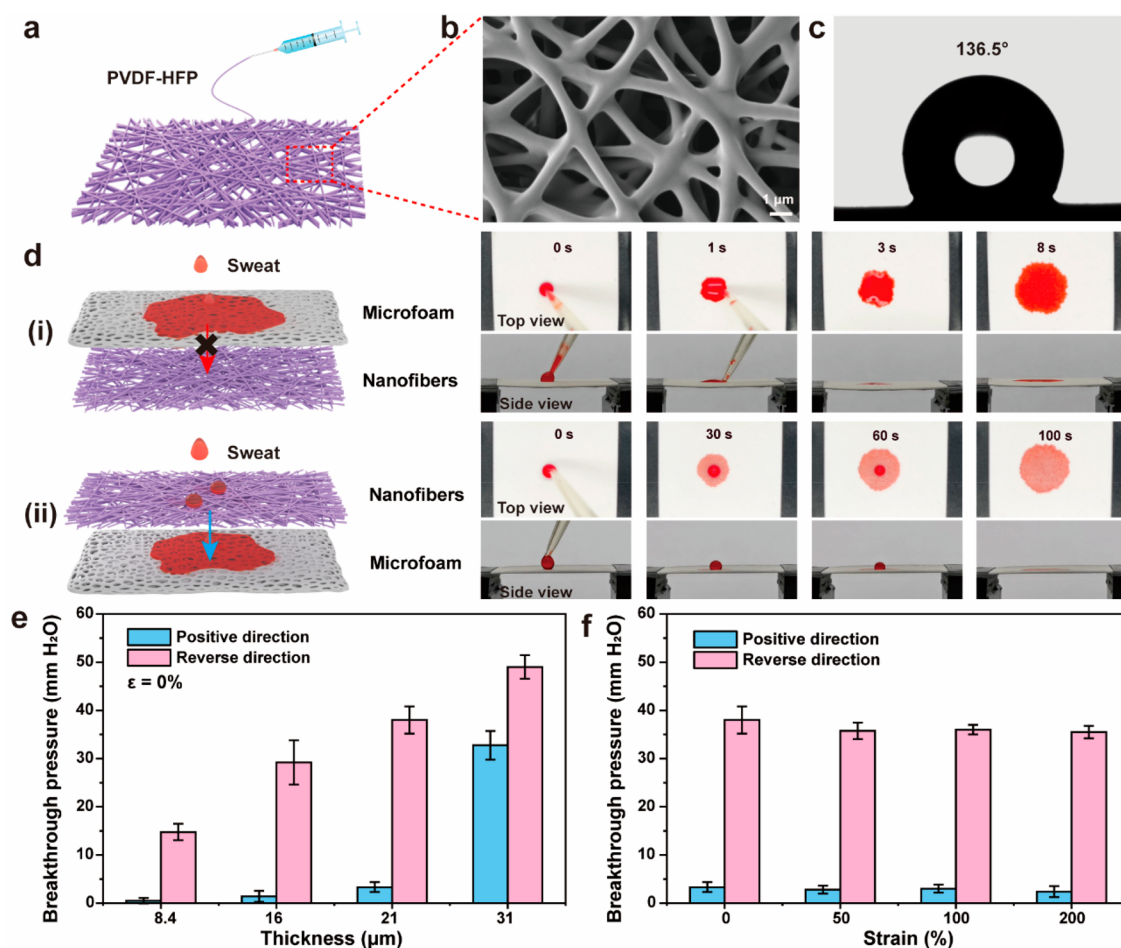 a
PVDF-HFP
b
1 µm
c
136.5°
d
(i)
Sweat
Microfoam
Nanofibers
0 s
1 s
3 s
8 s
Top view
Side view
(ii)
Sweat
Nanofibers
Microfoam
0 s
30 s
60 s
100 s
Top view
Side view
e
Breakthrough pressure (mm H₂O)
60
50
40
30
20
10
0
Positive direction
Reverse direction
ε = 0%
8.4
16
21
31
Thickness (µm)
f
Breakthrough pressure (mm H₂O)
60
50
40
30
20
10
0
Positive direction
Reverse direction
0
50
100
200
Strain (%)